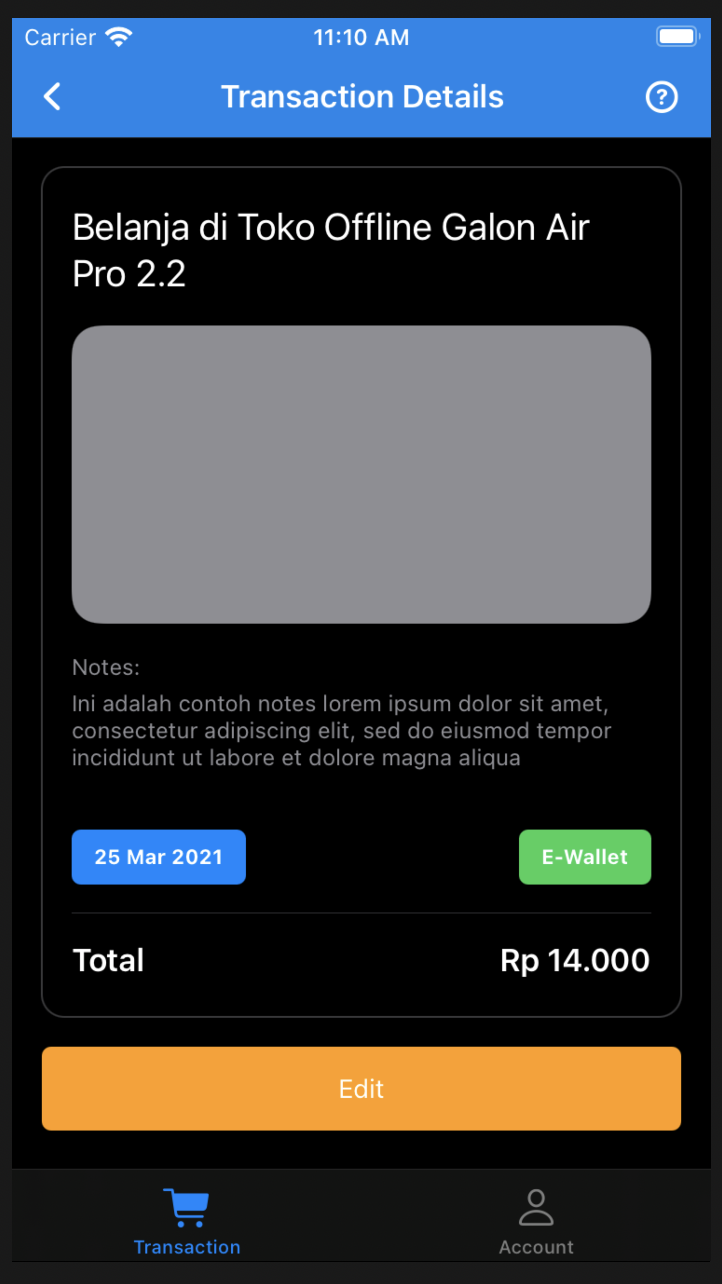 Carrier 11:10 AM
Transaction Details
Belanja di Toko Offline Galon Air
Pro 2.2
Notes:
Ini adalah contoh notes lorem ipsum dolor sit amet,
consectetur adipiscing elit, sed do eiusmod tempor
incididunt ut labore et dolore magna aliqua
25 Mar 2021 E-Wallet
Total Rp 14.000
Edit
Transaction Account